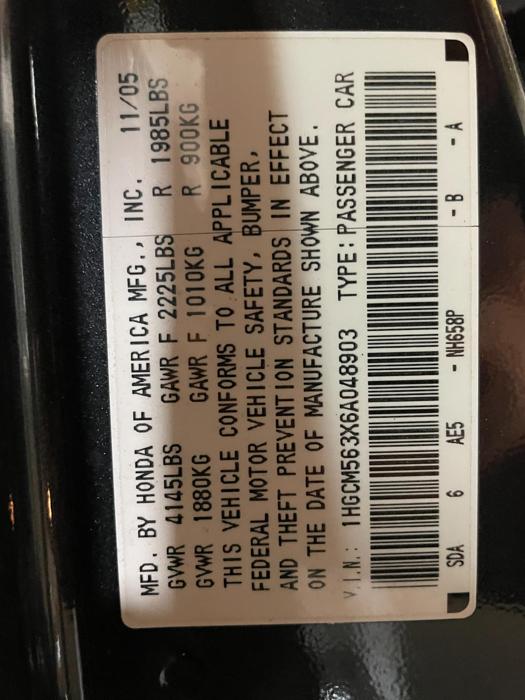 MFD. BY HONDA OF AMERICA MFG., INC. 11/05
GVWR 4145LBS GAWR F 2225LBS R 1985LBS
GVWR 1880KG GAWR F 1010KG R 900KG
THIS VEHICLE CONFORMS TO ALL APPLICABLE
FEDERAL MOTOR VEHICLE SAFETY, BUMPER,
AND THEFT PREVENTION STANDARDS IN EFFECT
ON THE DATE OF MANUFACTURE SHOWN ABOVE.
V.I.N.: 1HGCM563X6A048903 TYPE:PASSENGER CAR
SDA 6 AE5 - NH658P - B - A